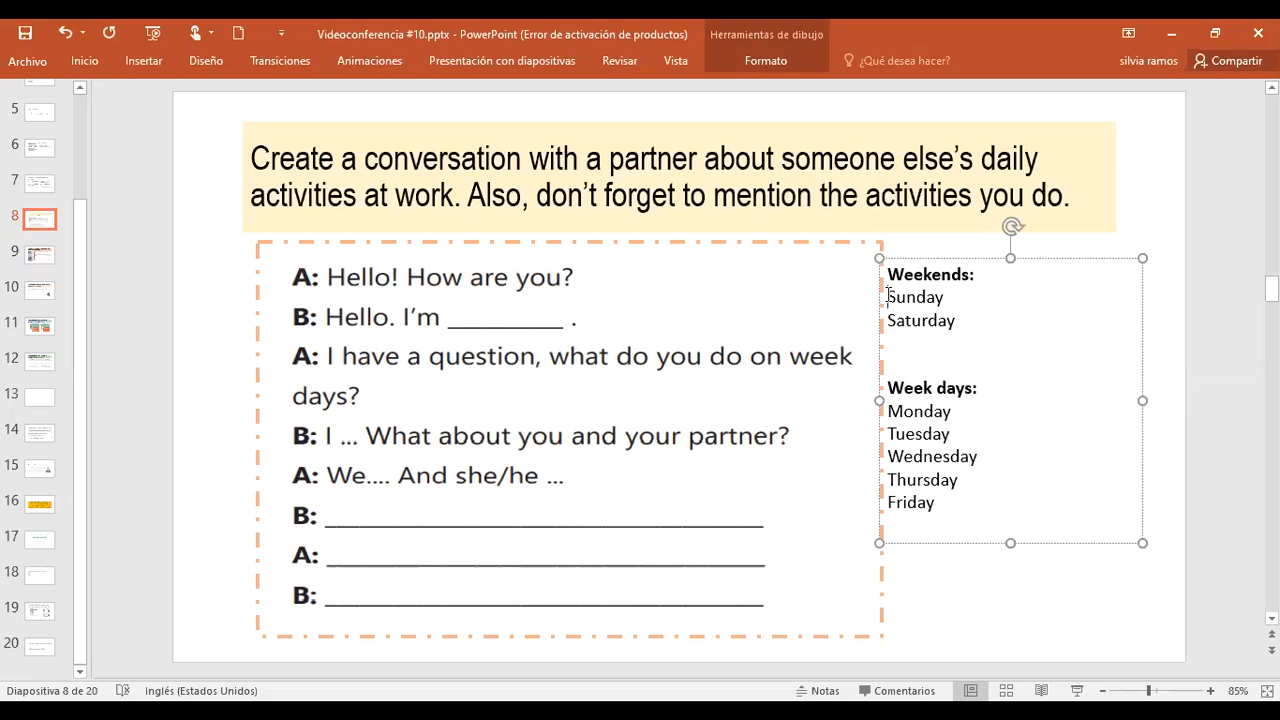 Videoconferencia #10.pptx - PowerPoint (Error de activación de productos)
Herramientas de dibujo
Archivo Inicio Insertar Diseño Transiciones Animaciones Presentación con diapositivas Revisar Vista Formato ¿Qué desea hacer? silvia ramos Compartir
5
6
7
8
9
10
11
12
13
14
15
16
17
18
19
20
Create a conversation with a partner about someone else’s daily
activities at work. Also, don’t forget to mention the activities you do.
A: Hello! How are you?
B: Hello. I’m _________ .
A: I have a question, what do you do on week
days?
B: I ... What about you and your partner?
A: We.... And she/he ...
B: ___________________________________
A: ___________________________________
B: ___________________________________
Weekends:
Sunday
Saturday
Week days:
Monday
Tuesday
Wednesday
Thursday
Friday
Diapositiva 8 de 20 Inglés (Estados Unidos) Notas Comentarios 85%